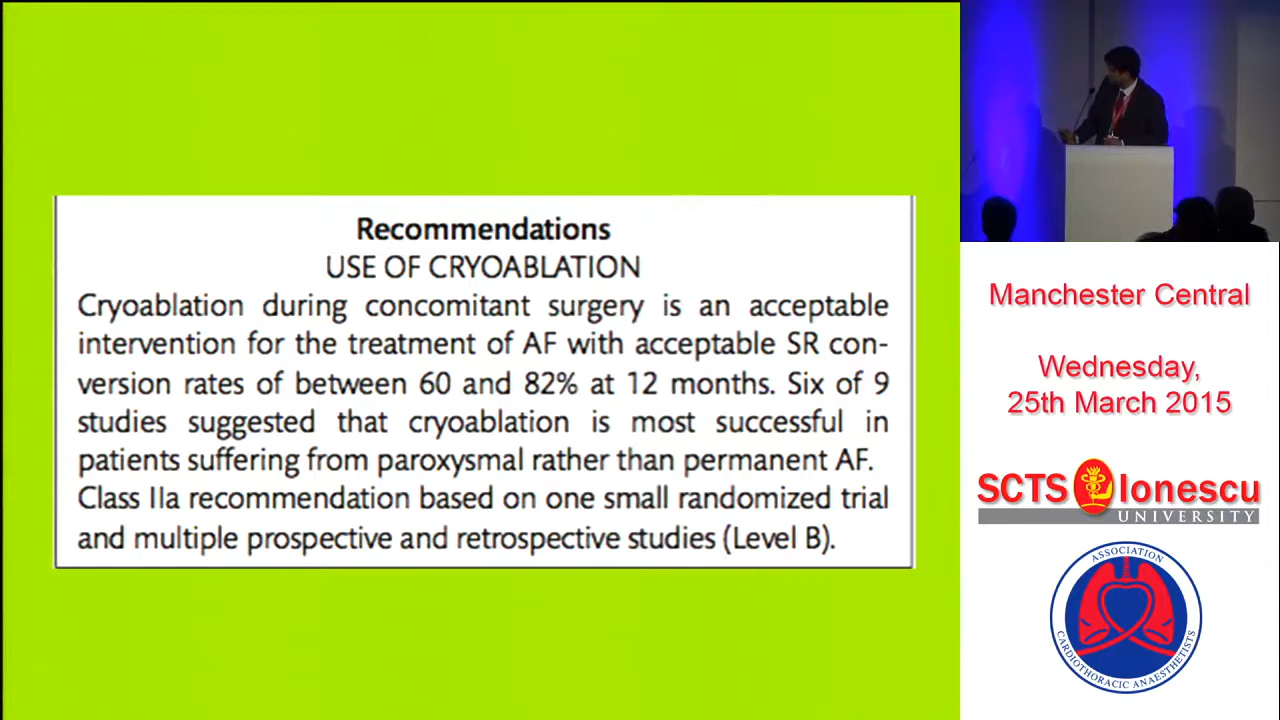 Recommendations
USE OF CRYOABLATION
Cryoablation during concomitant surgery is an acceptable
intervention for the treatment of AF with acceptable SR con-
version rates of between 60 and 82% at 12 months. Six of 9
studies suggested that cryoablation is most successful in
patients suffering from paroxysmal rather than permanent AF.
Class IIa recommendation based on one small randomized trial
and multiple prospective and retrospective studies (Level B).
Manchester Central
Wednesday,
25th March 2015
SCTS Ionescu
UNIVERSITY
ASSOCIATION
CARDIOTHORACIC ANAESTHETISTS